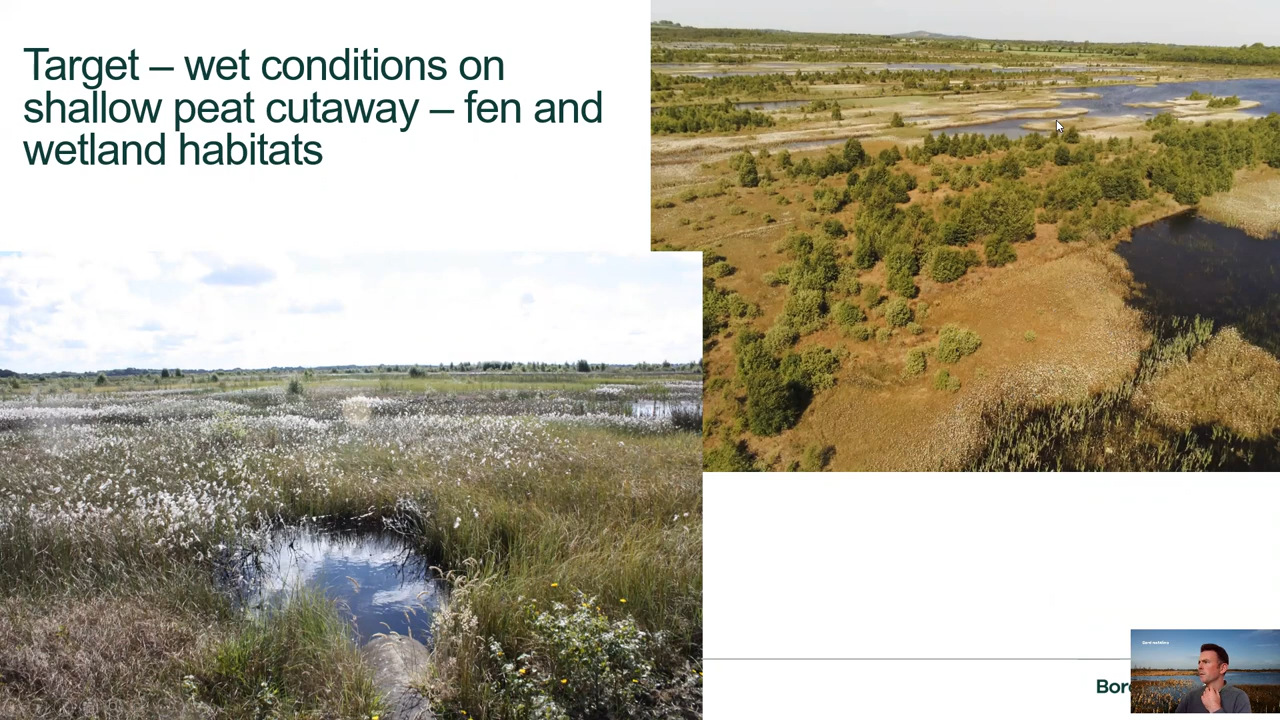 Target – wet conditions on
shallow peat cutaway – fen and
wetland habitats